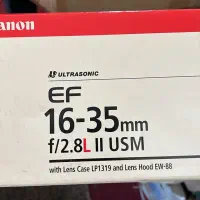 anon
ULTRASONIC
EF
16-35mm
f/2.8L II USM
with Lens Case LP1319 and Lens Hood EW-88